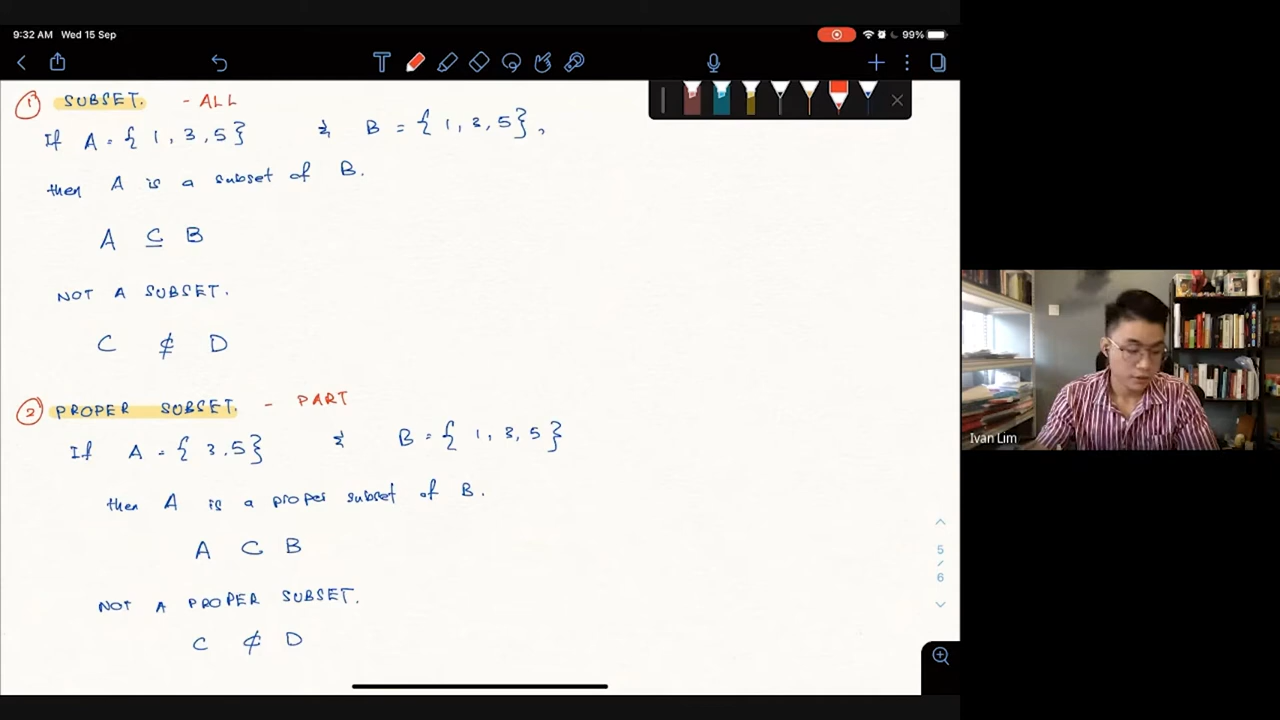 9:32 AM Wed 15 Sep
99%
① SUBSET. - ALL
If A = { 1, 3, 5 } & B = { 1, 3, 5 },
then A is a subset of B.
A ⊆ B
NOT A SUBSET.
C ⊈ D
② PROPER SUBSET. - PART
If A = { 3, 5 } & B = { 1, 3, 5 }
then A is a proper subset of B.
A ⊂ B
NOT A PROPER SUBSET.
C ⊄ D
Ivan Lim
5
/
6